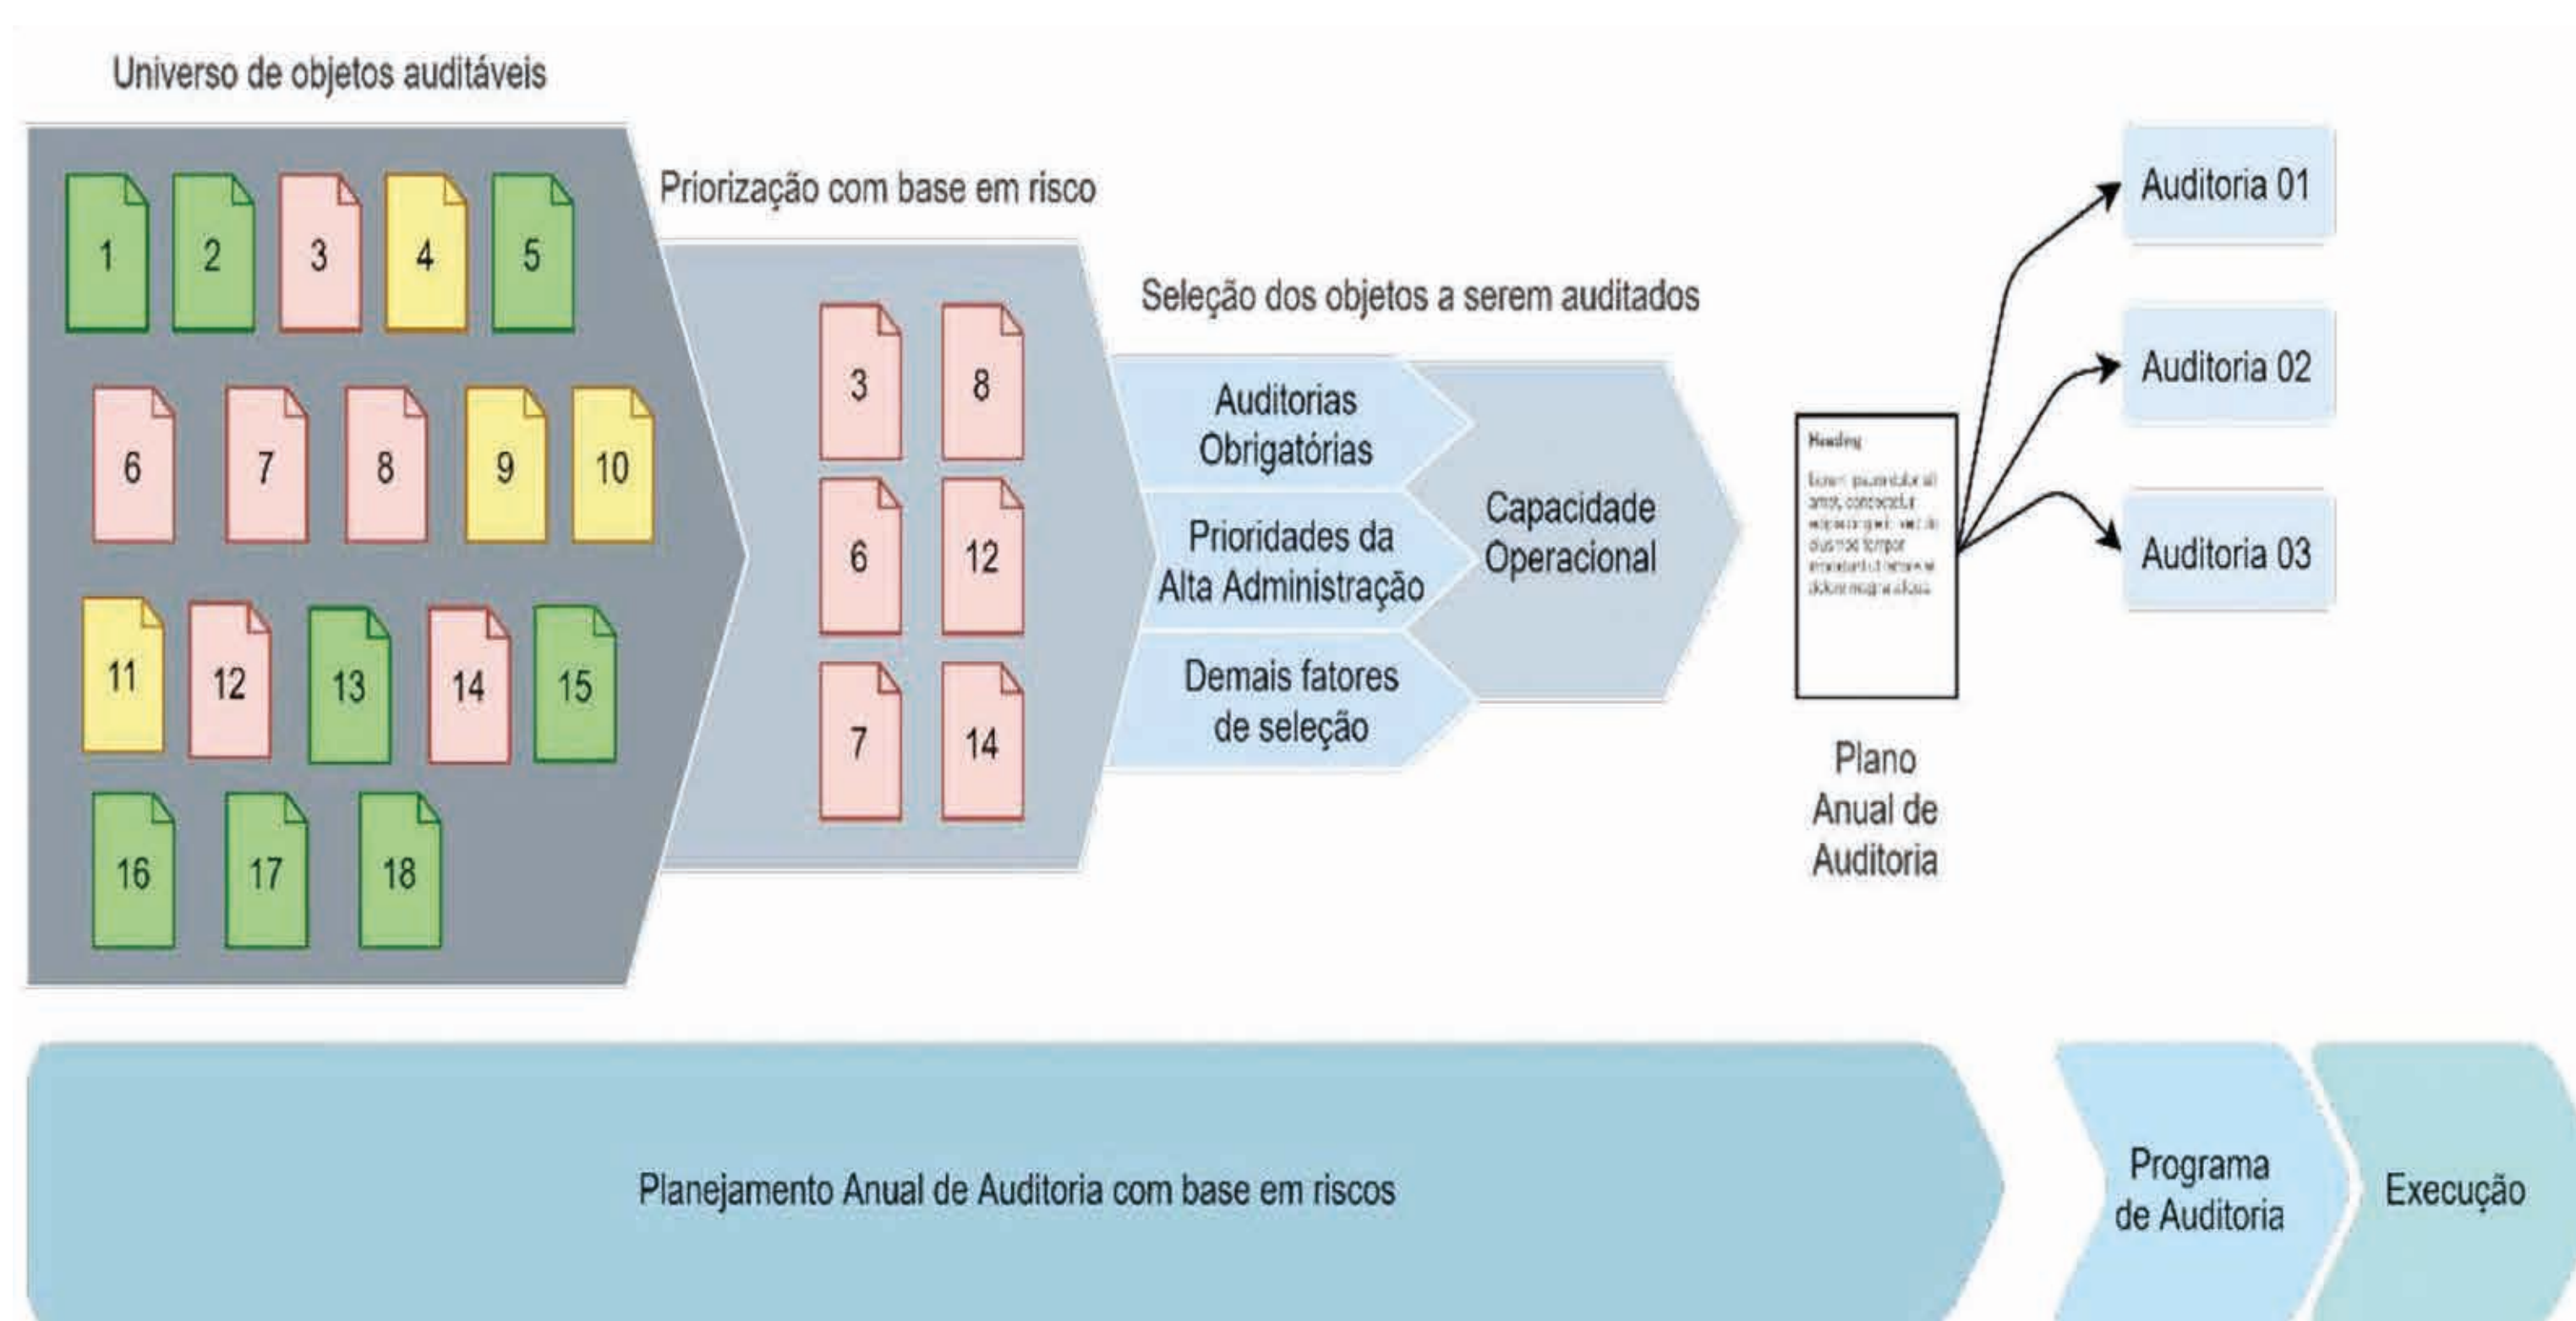 Universo de objetos auditáveis
1 2 3 4 5
6 7 8 9 10
11 12 13 14 15
16 17 18
Priorização com base em risco
3 8
6 12
7 14
Seleção dos objetos a serem auditados
Auditorias
Obrigatórias
Prioridades da
Alta Administração
Demais fatores
de seleção
Capacidade
Operacional
Heading
Plano
Anual de
Auditoria
Auditoria 01
Auditoria 02
Auditoria 03
Planejamento Anual de Auditoria com base em riscos
Programa
de Auditoria
Execução